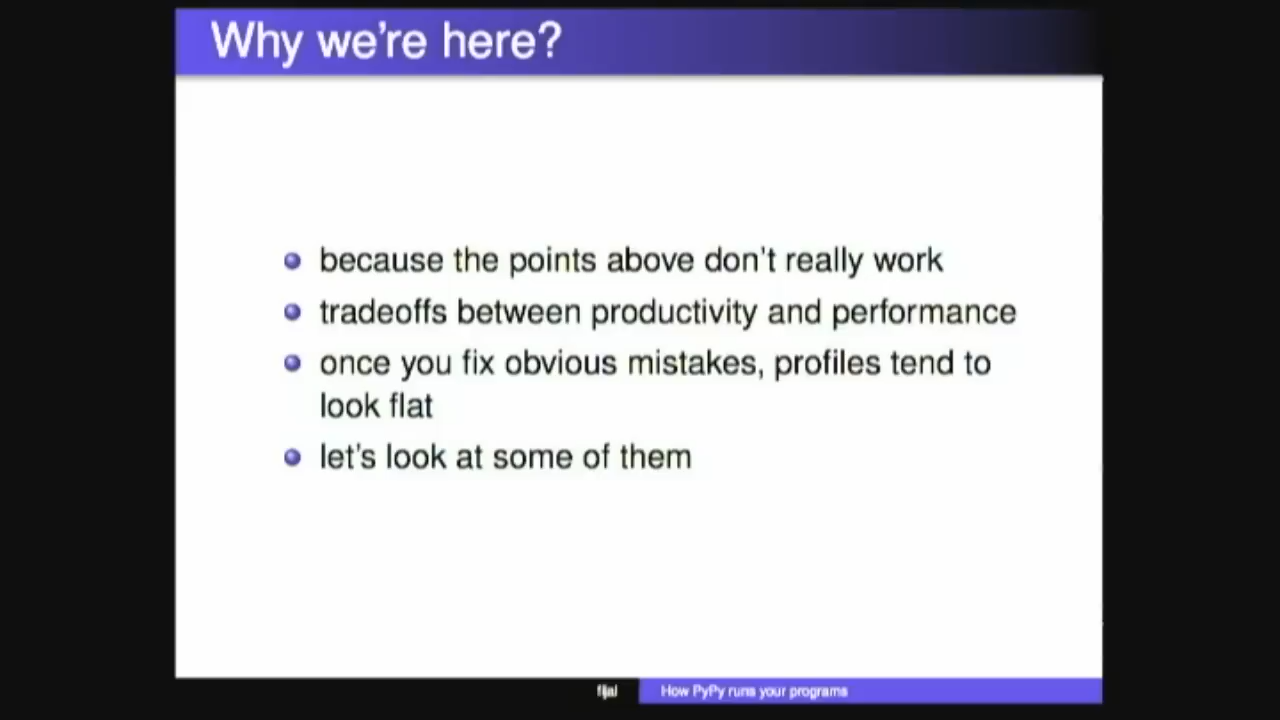 Why we're here?
because the points above don't really work
tradeoffs between productivity and performance
once you fix obvious mistakes, profiles tend to
look flat
let's look at some of them
fijal
How PyPy runs your programs